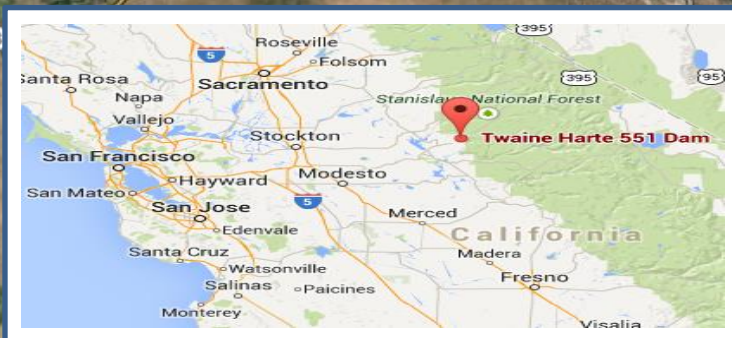 395
Roseville
5
Folsom
Santa Rosa
Sacramento
395
95
Napa
Stanislaus National Forest
Vallejo
Stockton
Twaine Harte 551 Dam
San Francisco
Hayward
Modesto
San Mateo
5
San Jose
Merced
Edenvale
California
Santa Cruz
Madera
Watsonville
Fresno
Salinas
Paicines
Monterey
Visalia